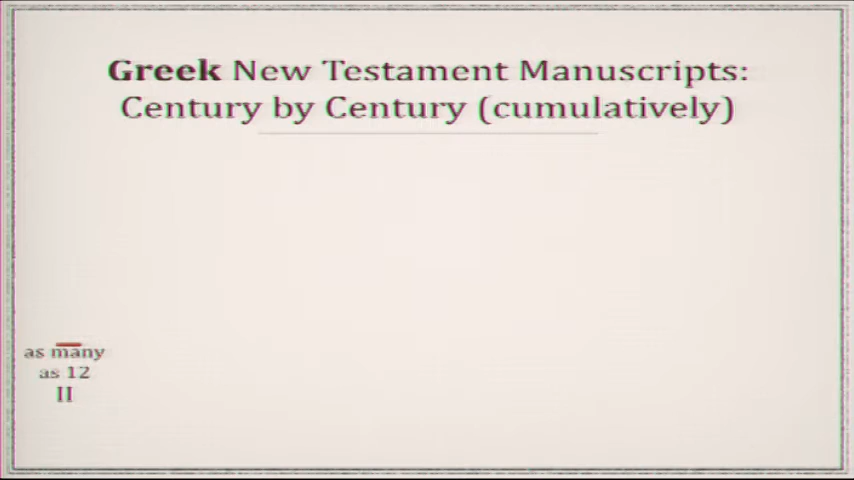 Greek New Testament Manuscripts:
Century by Century (cumulatively)
as many
as 12
II